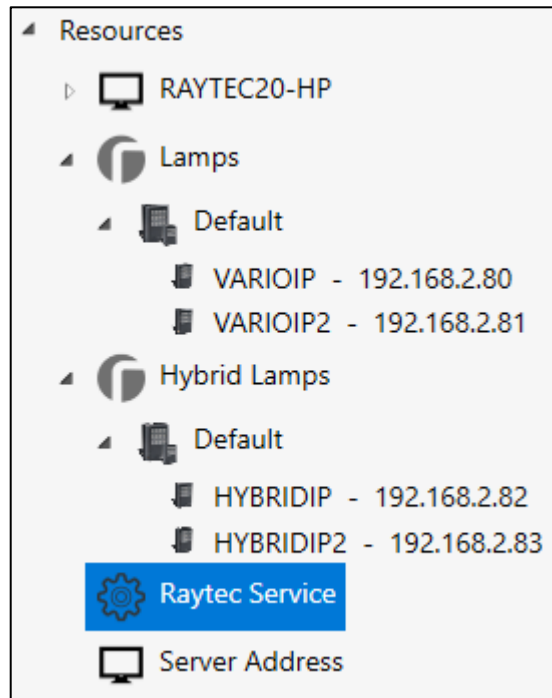 Resources
RAYTEC20-HP
Lamps
Default
VARIOIP - 192.168.2.80
VARIOIP2 - 192.168.2.81
Hybrid Lamps
Default
HYBRIDIP - 192.168.2.82
HYBRIDIP2 - 192.168.2.83
Raytec Service
Server Address